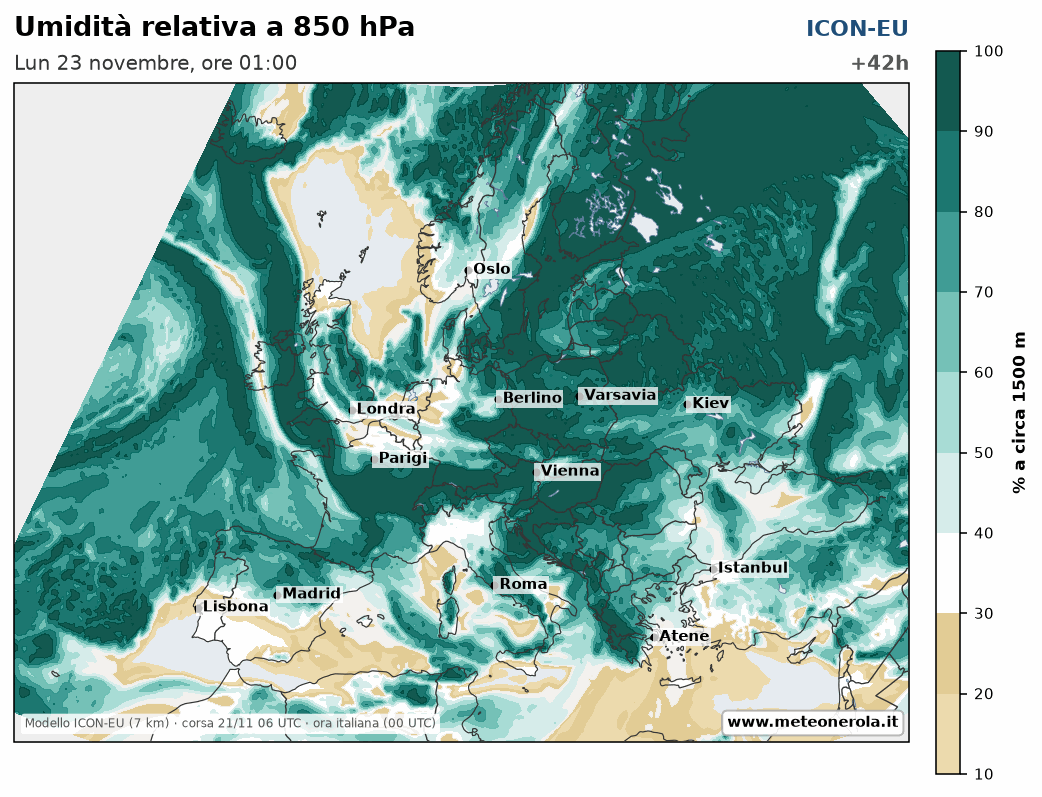 Umidità relativa a 850 hPa
ICON-EU
Lun 23 novembre, ore 01:00
+42h
100
90
80
70
60
50
40
30
20
10
% a circa 1500 m
Oslo
Berlino
Varsavia
Kiev
Londra
Parigi
Vienna
Istanbul
Roma
Madrid
Lisbona
Atene
Modello ICON-EU (7 km) · corsa 21/11 06 UTC · ora italiana (00 UTC)
www.meteonerola.it